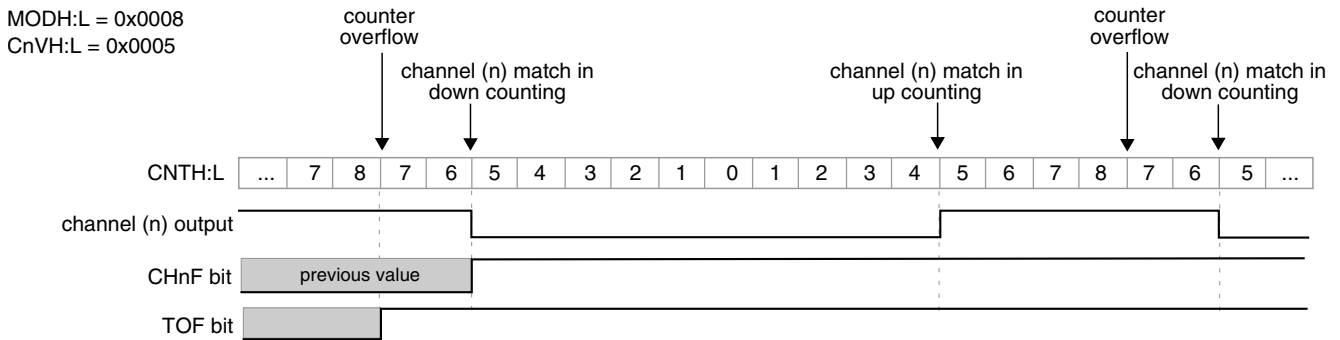 MODH:L = 0x0008
CnVH:L = 0x0005
counter
overflow
channel (n) match in
down counting
channel (n) match in
up counting
counter
overflow
channel (n) match in
down counting
CNTH:L ... 7 8 7 6 5 4 3 2 1 0 1 2 3 4 5 6 7 8 7 6 5 ...
channel (n) output
CHnF bit previous value
TOF bit